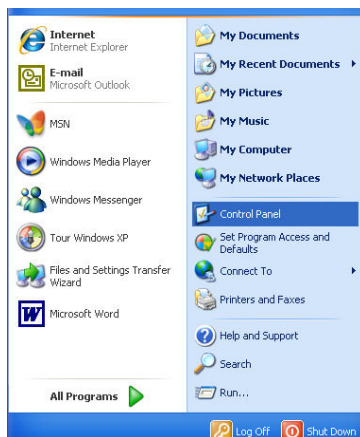 Internet
Internet Explorer
E-mail
Microsoft Outlook
MSN
Windows Media Player
Windows Messenger
Tour Windows XP
Files and Settings Transfer
Wizard
Microsoft Word
All Programs
My Documents
My Recent Documents
My Pictures
My Music
My Computer
My Network Places
Control Panel
Set Program Access and
Defaults
Connect To
Printers and Faxes
Help and Support
Search
Run...
Log Off
Shut Down